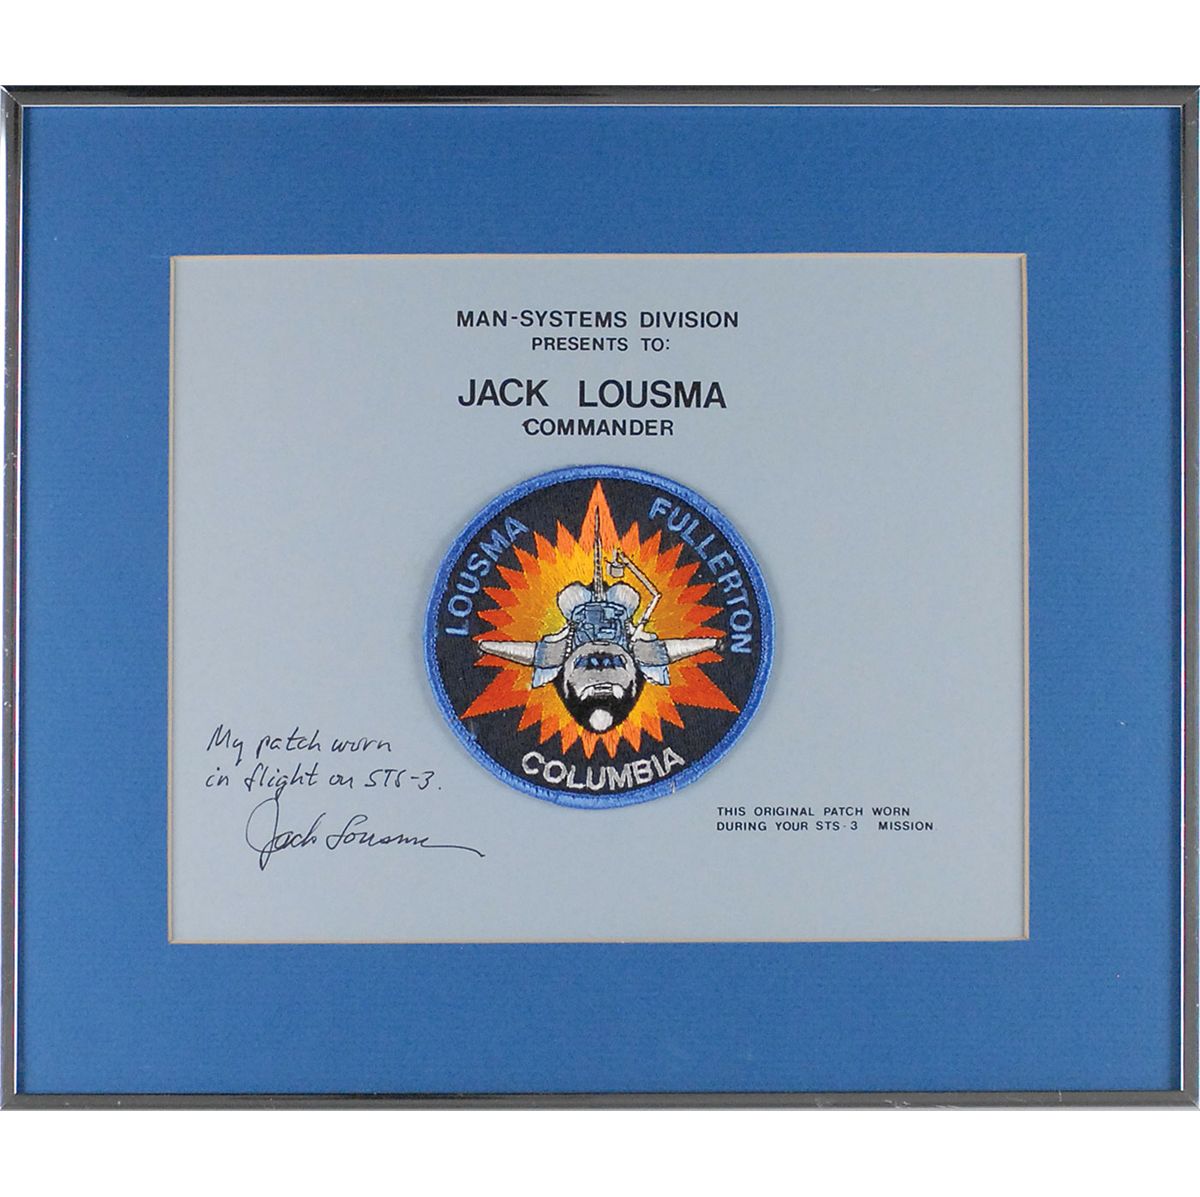 MAN-SYSTEMS DIVISION
PRESENTS TO:
JACK LOUSMA
COMMANDER
LOUSMA FULLERTON
COLUMBIA
My patch worn
in flight on STS-3.
Jack Lousma
THIS ORIGINAL PATCH WORN
DURING YOUR STS-3 MISSION